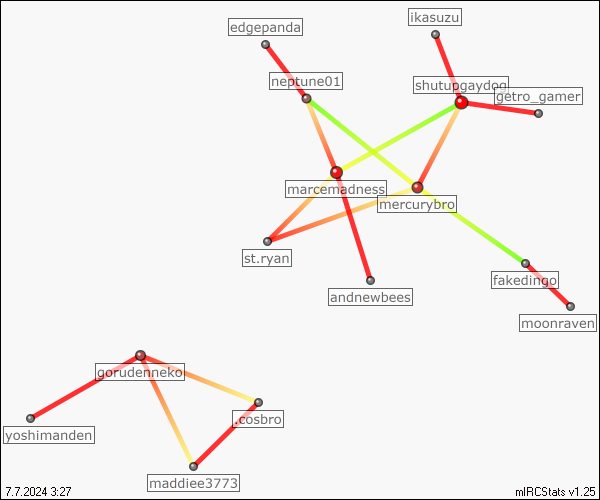 ikasuzu
edgepanda
neptune01
shutupgaydog
getro_gamer
marcemadness
mercurybro
st.ryan
fakedingo
andnewbees
moonraven
gorudenneko
.cosbro
yoshimanden
maddiee3773
7.7.2024 3:27
mIRCStats v1.25